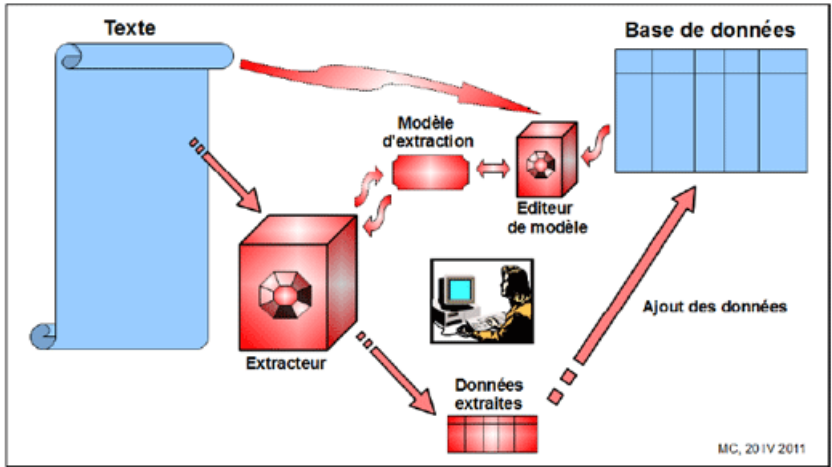 Texte
Base de données
Modèle
d'extraction
Editeur
de modèle
Ajout des données
Extracteur
Données
extraites
MC, 20 IV 2011